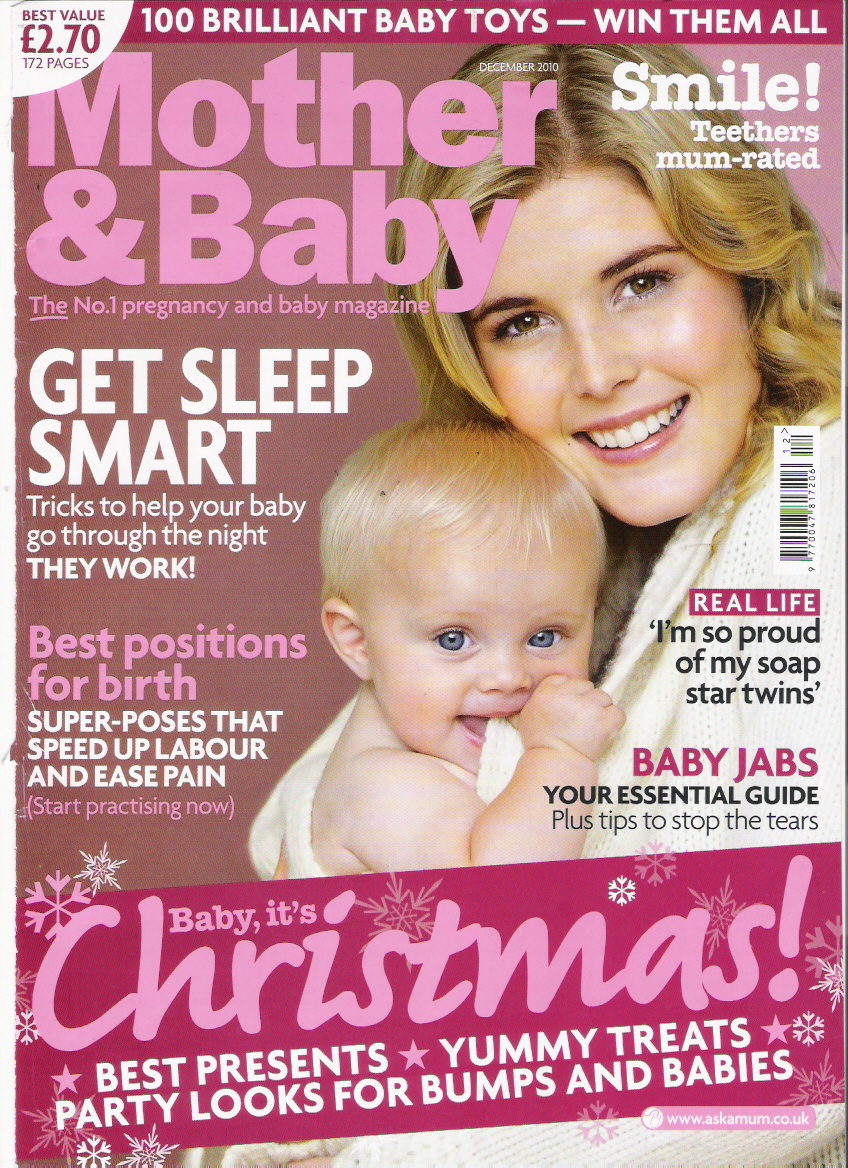 BEST VALUE
£2.70
172 PAGES
100 BRILLIANT BABY TOYS — WIN THEM ALL
DECEMBER 2010
Mother
& Baby
The No.1 pregnancy and baby magazine
Smile!
Teethers
mum-rated
GET SLEEP
SMART
Tricks to help your baby
go through the night
THEY WORK!
12>
9 770047 817206
REAL LIFE
‘I’m so proud
of my soap
star twins’
Best positions
for birth
SUPER-POSES THAT
SPEED UP LABOUR
AND EASE PAIN
(Start practising now)
BABY JABS
YOUR ESSENTIAL GUIDE
Plus tips to stop the tears
Baby, it’s
Christmas!
BEST PRESENTS ★ YUMMY TREATS ★
PARTY LOOKS FOR BUMPS AND BABIES
www.askamum.co.uk